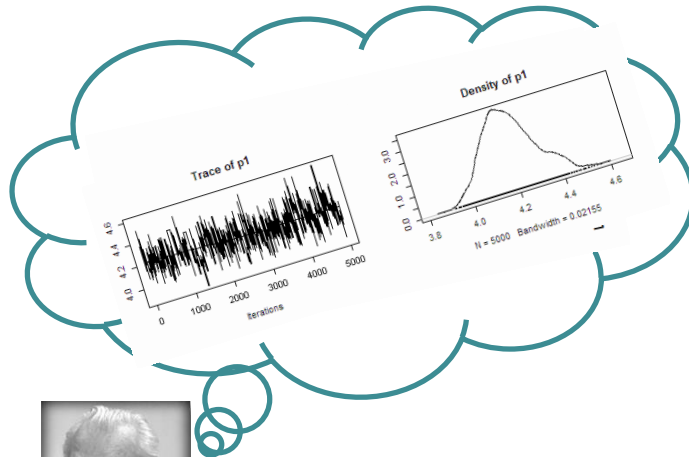 Trace of p1
4.6
4.4
4.2
4.0
0 1000 2000 3000 4000 5000
Iterations
Density of p1
3.0
2.0
1.0
0.0
3.8 4.0 4.2 4.4 4.6
N = 5000 Bandwidth = 0.02155